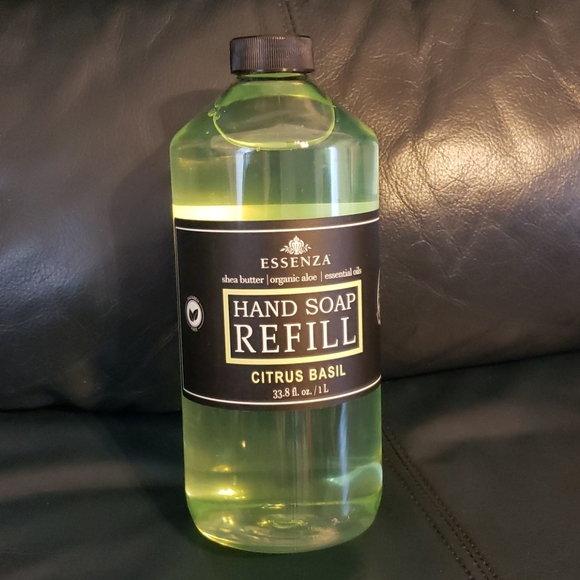 ESSENZA
shea butter | organic aloe | essential oils
HAND SOAP
REFILL
CITRUS BASIL
33.8 fl. oz. / 1 L